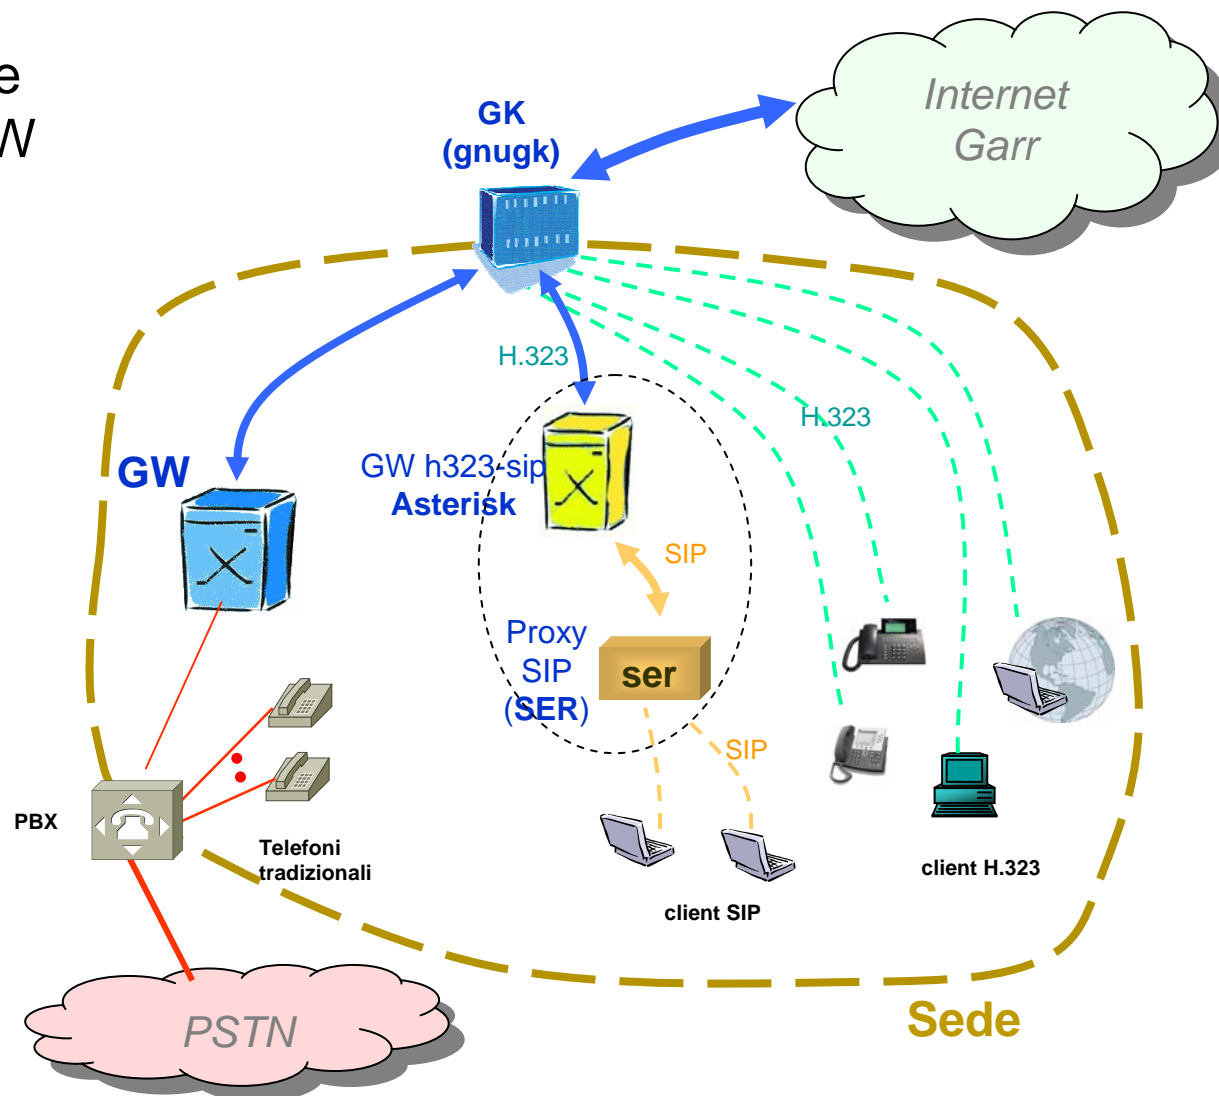 e
W
GK
(gnugk)
Internet
Garr
H.323
H.323
GW
GW h323-sip
Asterisk
SIP
Proxy
SIP
(SER)
ser
SIP
PBX
Telefoni
tradizionali
client H.323
client SIP
Sede
PSTN